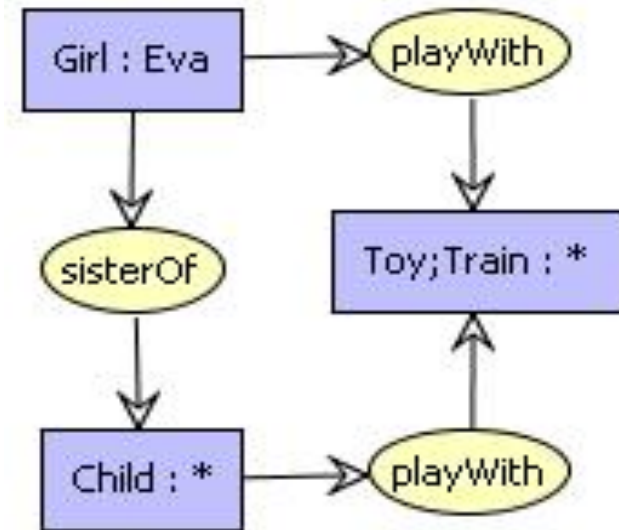 Girl : Eva
playWith
sisterOf
Toy;Train : *
Child : *
playWith